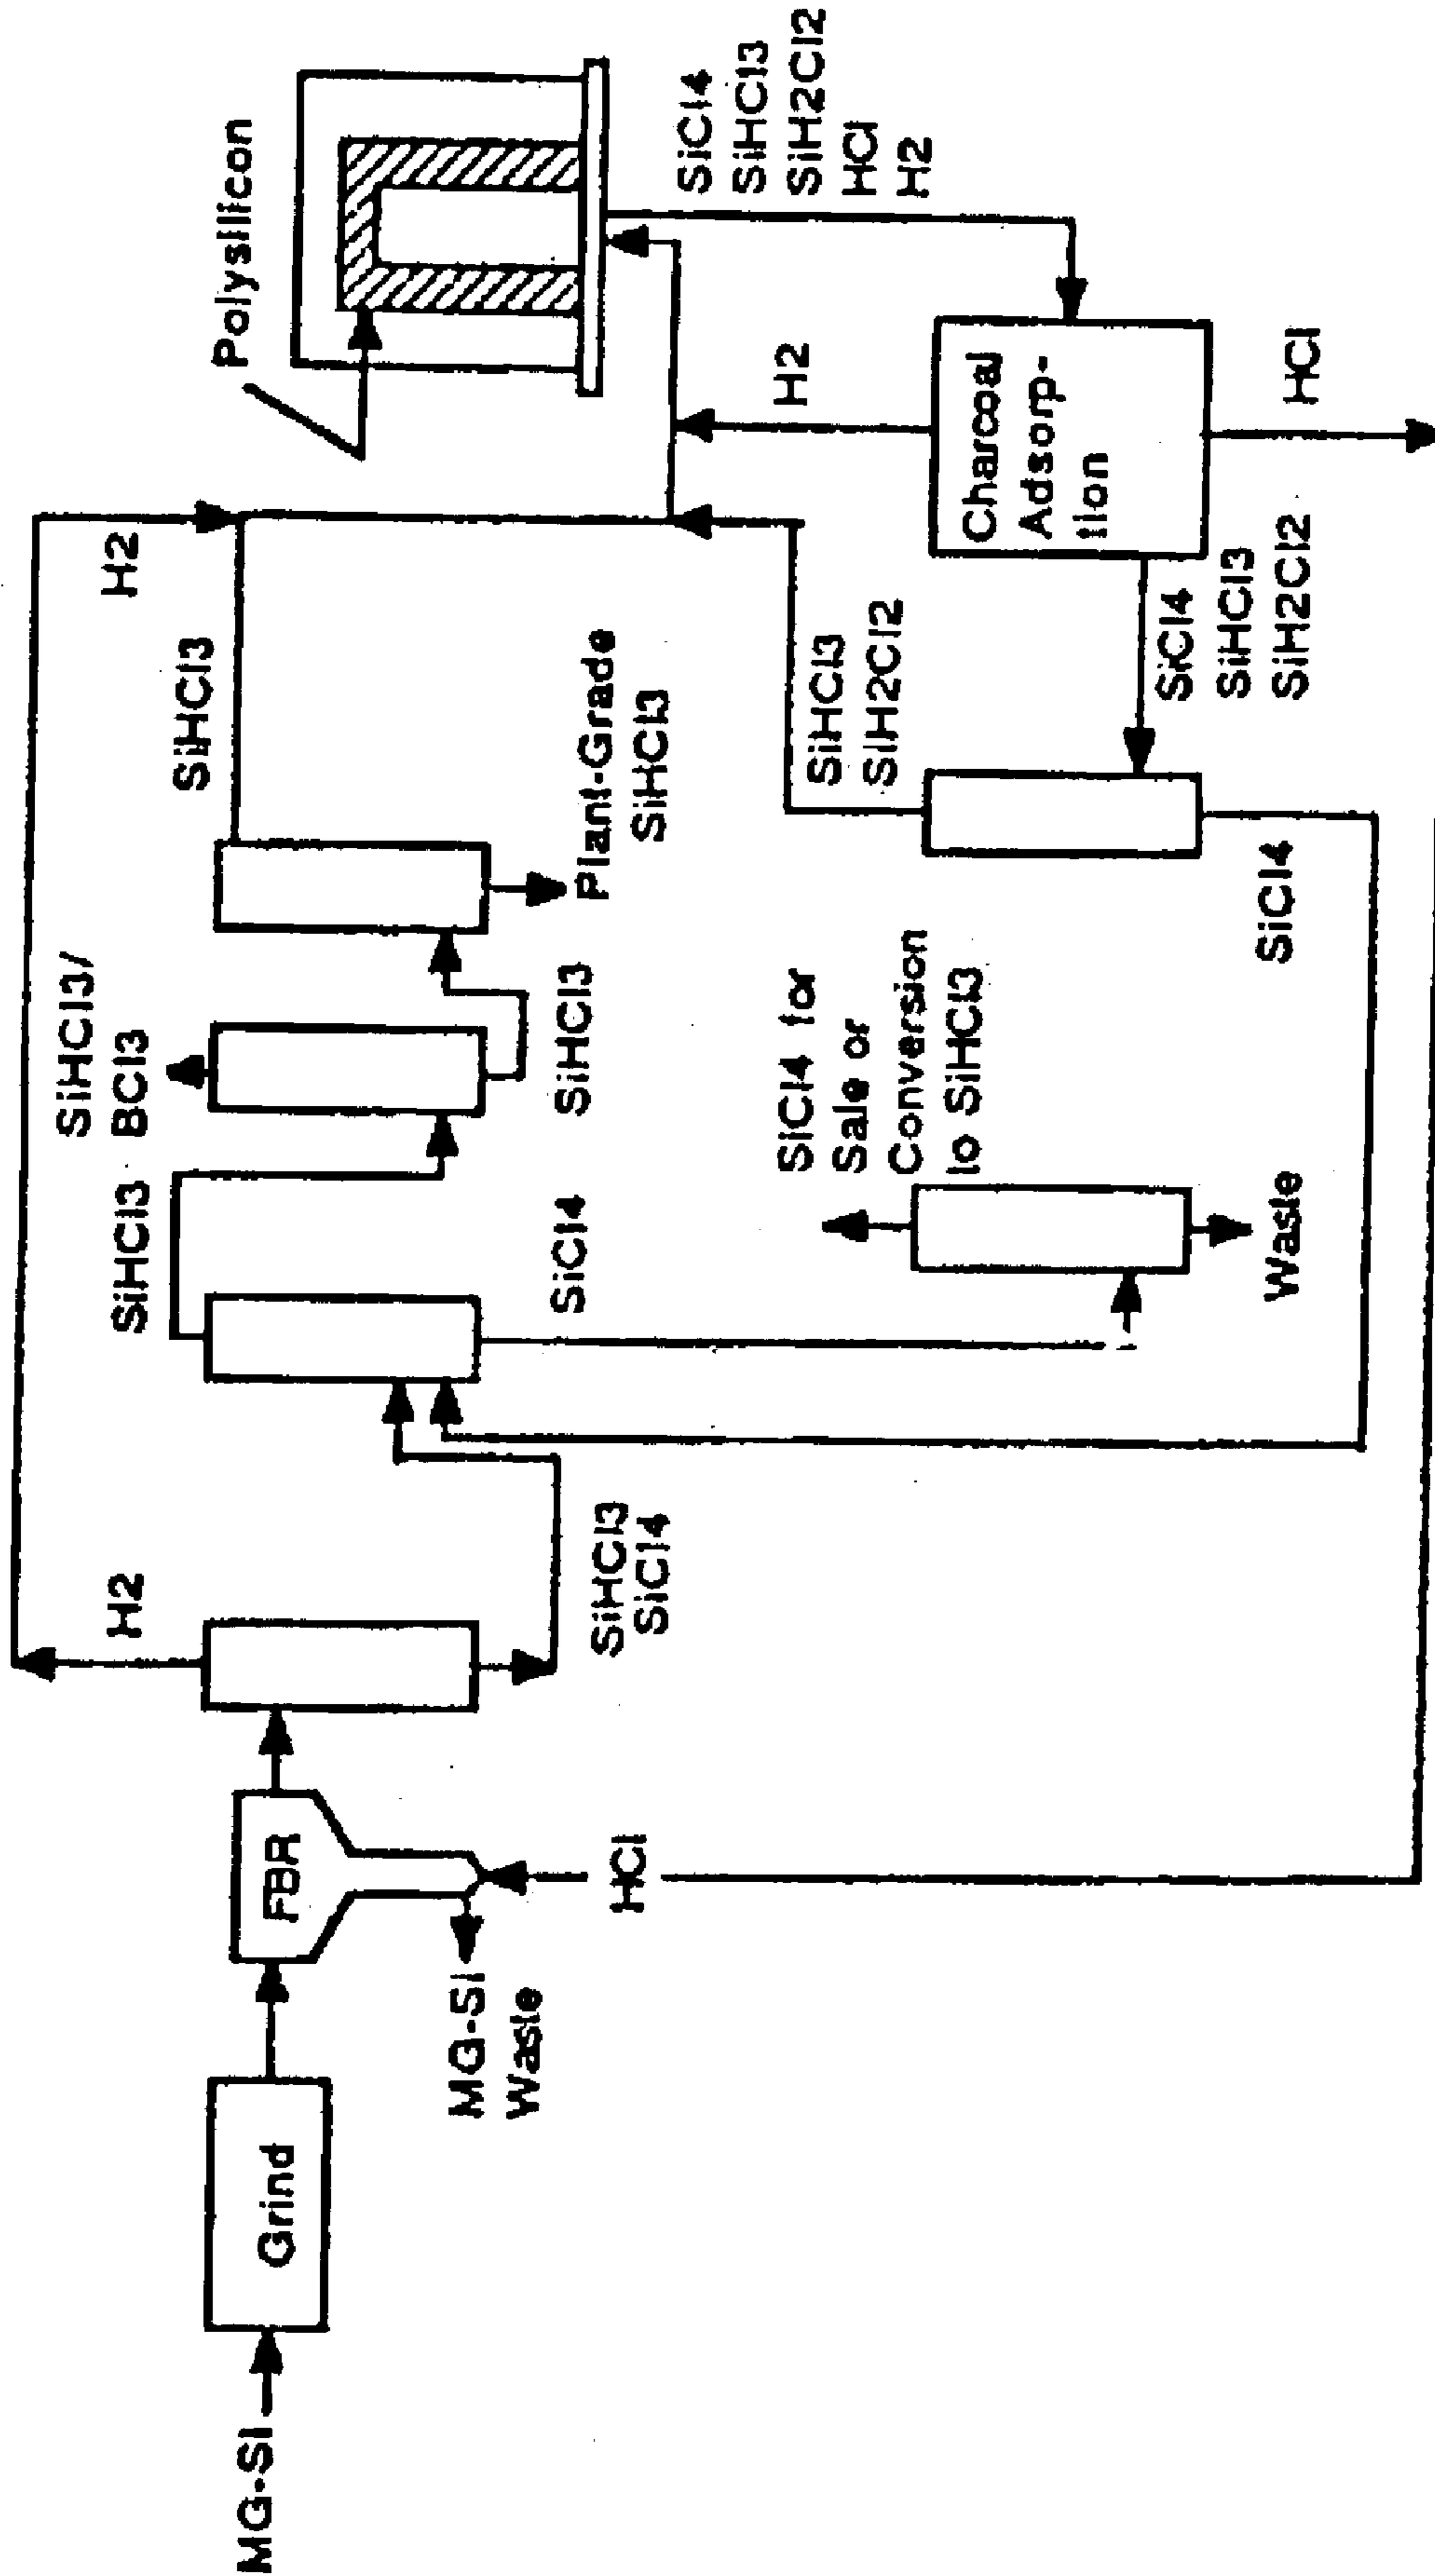 MG-Si
Grind
FBR
MG-Si
Waste
HCl
H2
SiHCl3
SiCl4
SiHCl3
SiCl4
SiHCl3/
BCl3
SiHCl3
Plant-Grade
SiHCl3
SiHCl3
H2
Polysilicon
SiCl4
SiHCl3
SiH2Cl2
HCl
H2
H2
Charcoal
Adsorp-
tion
HCl
SiCl4
SiHCl3
SiH2Cl2
SiHCl3
SiH2Cl2
SiCl4
SiCl4 for
Sale or
Conversion
to SiHCl3
Waste